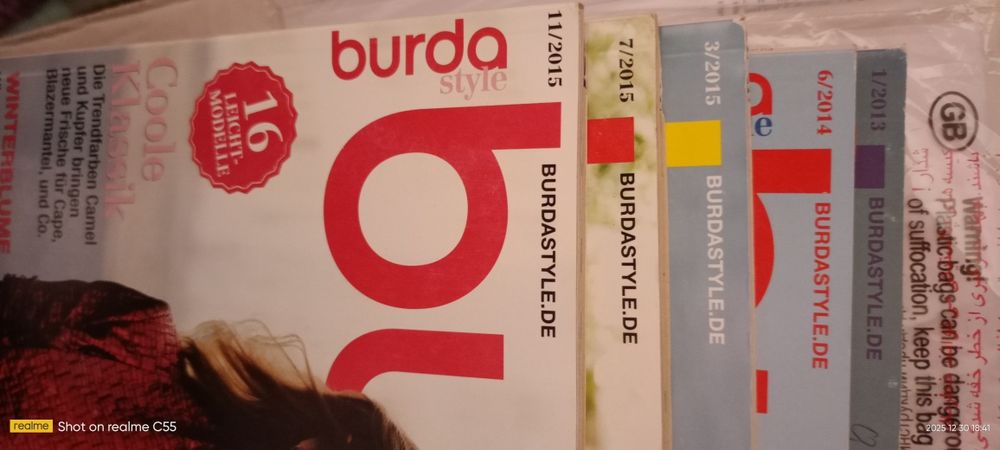 burda
style
11/2015
BURDASTYLE.DE
16
LEICHT-
MODELLE
Coole
Klassik
Die Trendfarben Camel
und Kupfer bringen
neue Frische für Cape,
Blazermantel, und Co.
WINTERBLUME
7/2015
BURDASTYLE.DE
3/2015
BURDASTYLE.DE
6/2014
BURDASTYLE.DE
1/2013
BURDASTYLE.DE
GB
Warning!
Plastic bags can be dangerou
of suffocation, keep this bag
realme
Shot on realme C55
2025 12 30 18:41